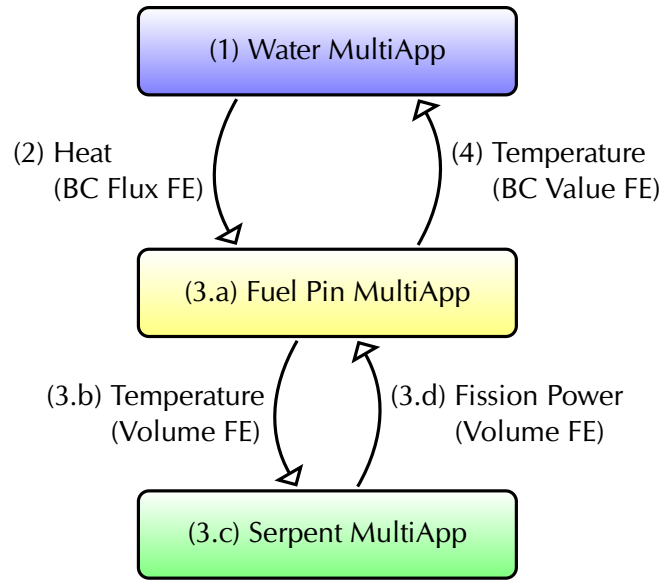 (1) Water MultiApp
(2) Heat
(BC Flux FE)
(4) Temperature
(BC Value FE)
(3.a) Fuel Pin MultiApp
(3.b) Temperature
(Volume FE)
(3.d) Fission Power
(Volume FE)
(3.c) Serpent MultiApp